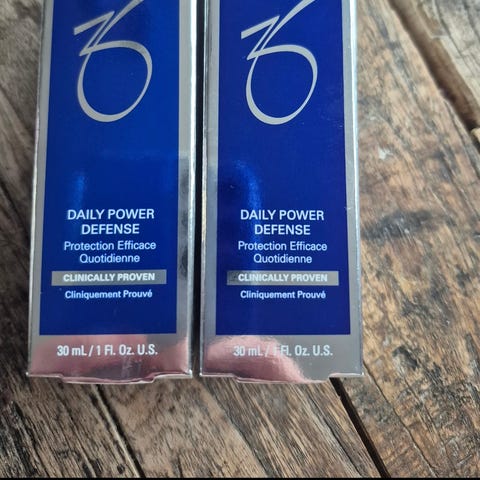 DAILY POWER
DEFENSE
Protection Efficace
Quotidienne
CLINICALLY PROVEN
Cliniquement Prouvé
30 mL / 1 Fl. Oz. U.S.
DAILY POWER
DEFENSE
Protection Efficace
Quotidienne
CLINICALLY PROVEN
Cliniquement Prouvé
30 mL / 1 Fl. Oz. U.S.